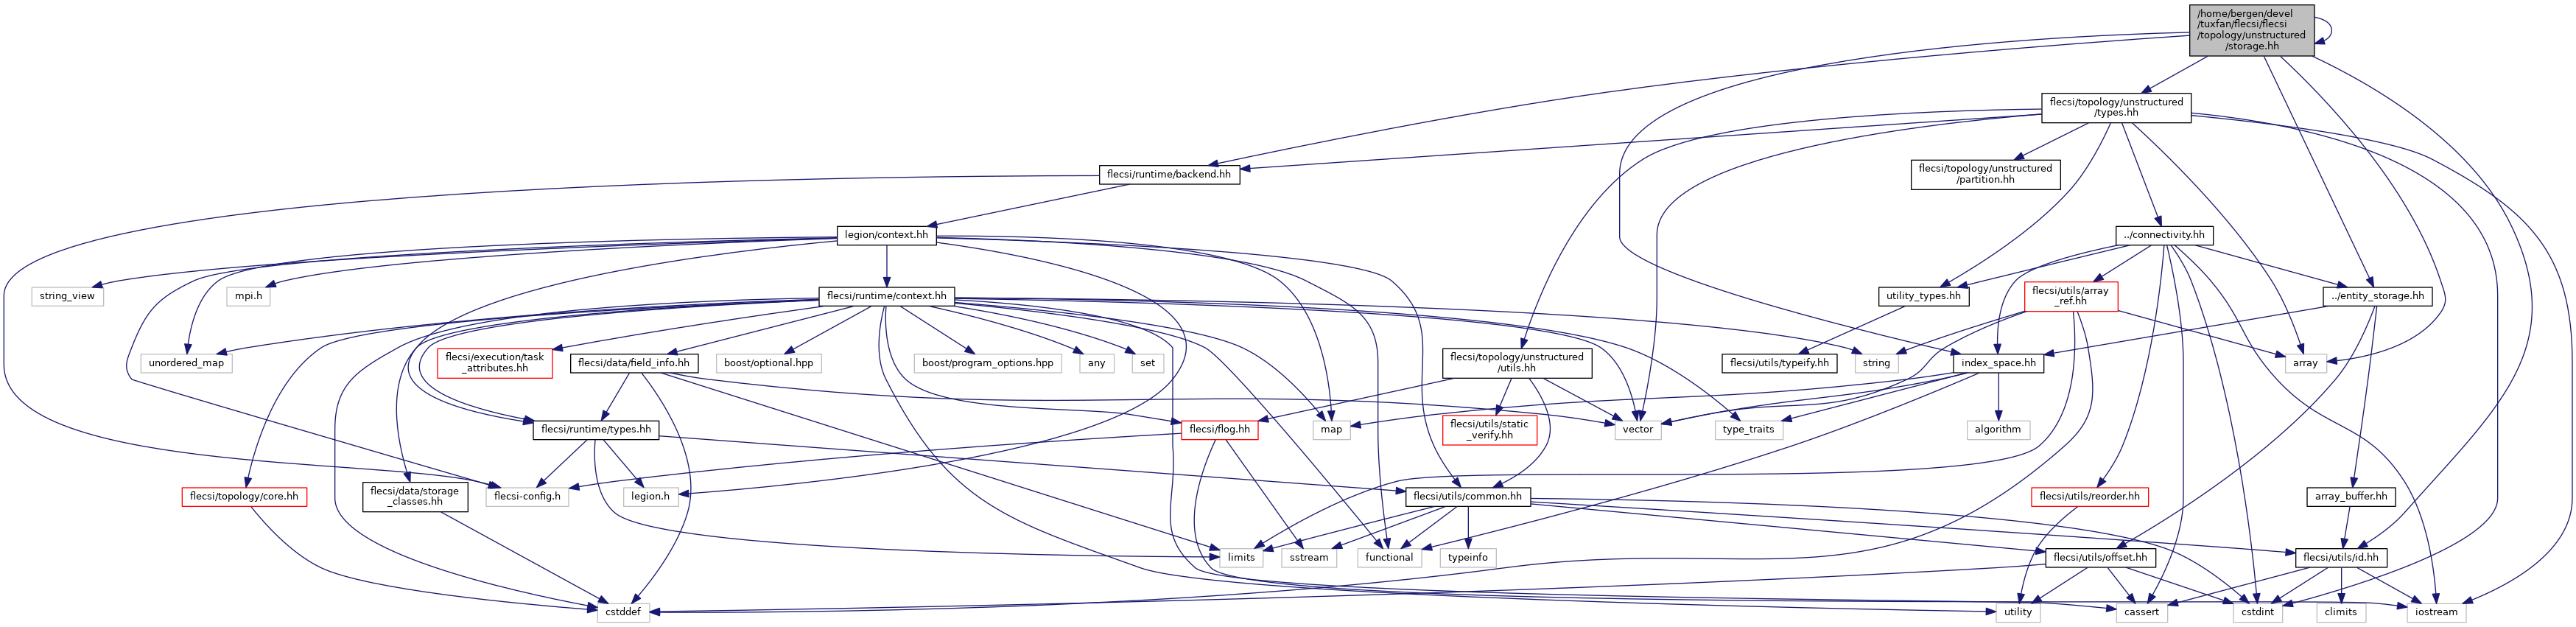 /home/bergen/devel
/tuxfan/flecsi/flecsi
/topology/unstructured
/storage.hh
flecsi/topology/unstructured
/types.hh
flecsi/runtime/backend.hh
flecsi/topology/unstructured
/partition.hh
legion/context.hh
../connectivity.hh
string_view
mpi.h
flecsi/runtime/context.hh
utility_types.hh
flecsi/utils/array
_ref.hh
../entity_storage.hh
unordered_map
flecsi/execution/task
_attributes.hh
flecsi/data/field_info.hh
boost/optional.hpp
boost/program_options.hpp
any
set
flecsi/topology/unstructured
/utils.hh
flecsi/utils/typeify.hh
string
index_space.hh
array
flecsi/runtime/types.hh
flecsi/flog.hh
map
flecsi/utils/static
_verify.hh
vector
type_traits
algorithm
flecsi/topology/core.hh
flecsi/data/storage
_classes.hh
flecsi-config.h
legion.h
flecsi/utils/common.hh
flecsi/utils/reorder.hh
array_buffer.hh
limits
sstream
functional
typeinfo
flecsi/utils/offset.hh
flecsi/utils/id.hh
cstddef
utility
cassert
cstdint
climits
iostream